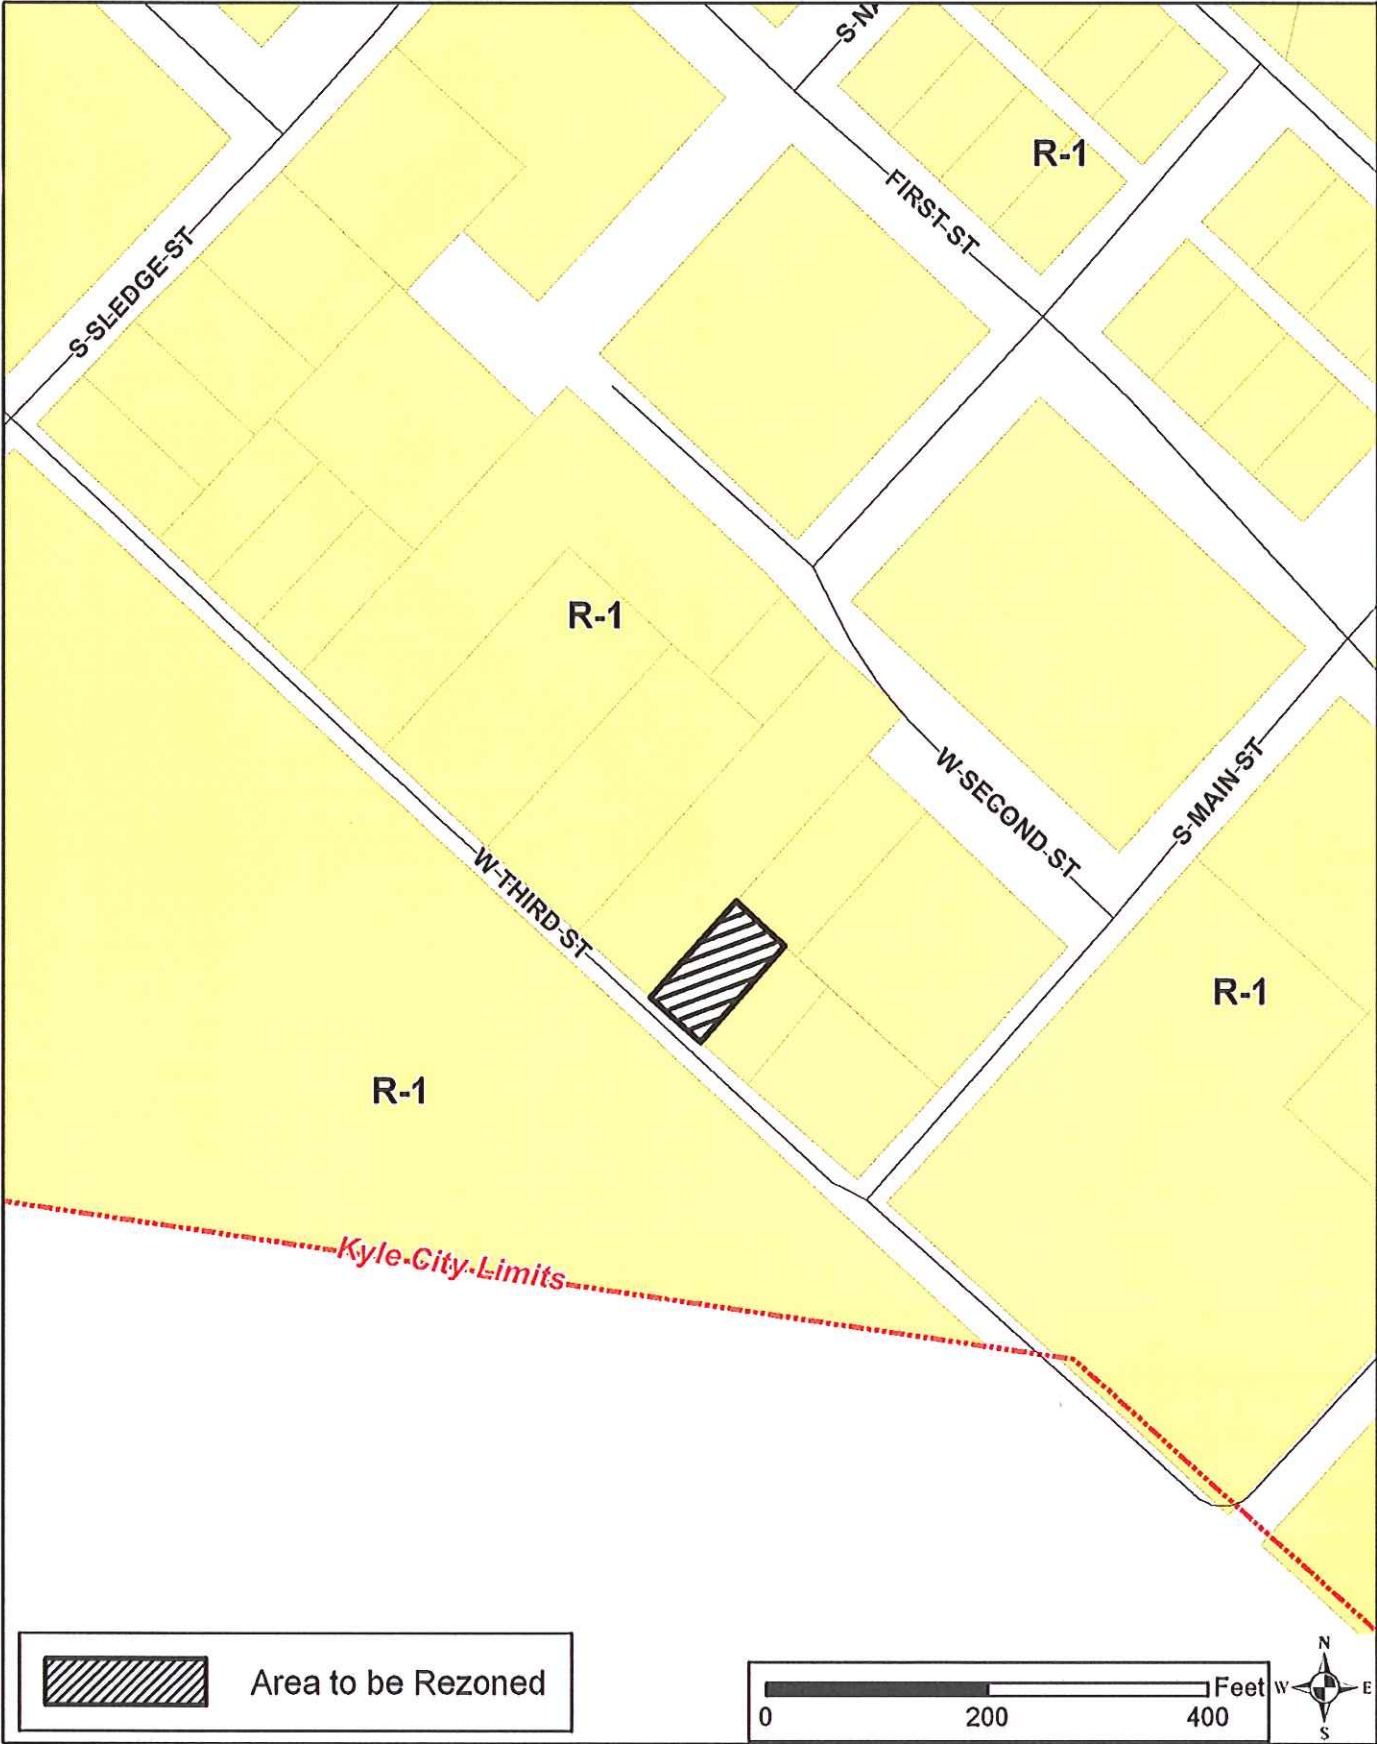 S-NA
R-1
FIRST-ST
S-SLEDGE-ST
R-1
W-SECOND-ST
S-MAIN-ST
W-THIRD-ST
R-1
R-1
Kyle City Limits
Area to be Rezoned
Feet
0 200 400
N
W E
S